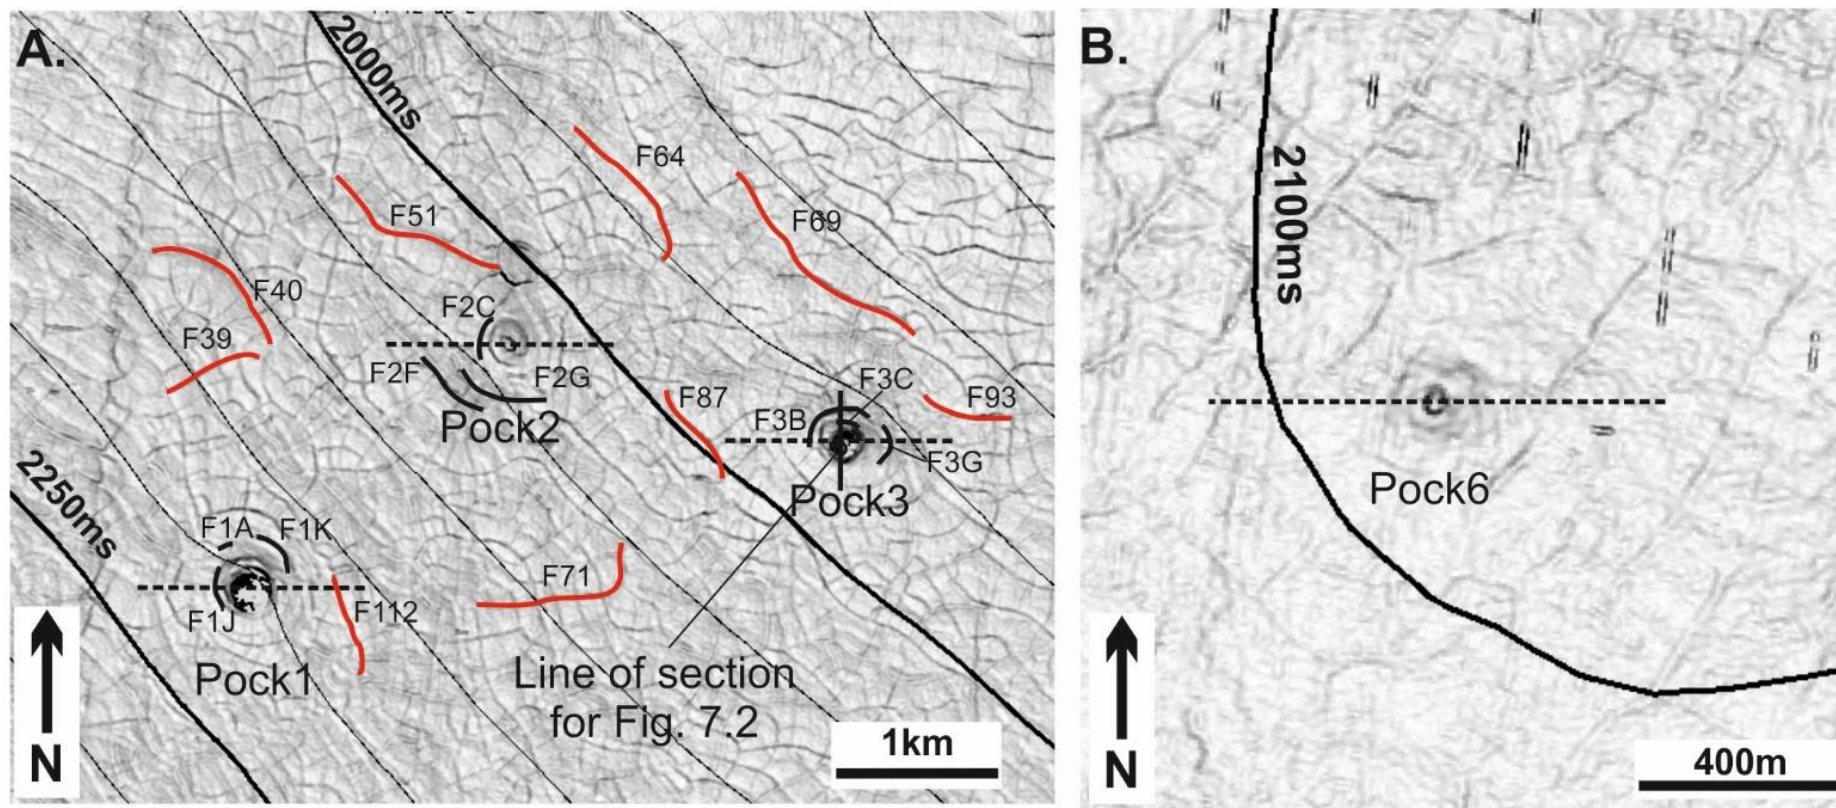 A.
2000ms
F64
F51
F69
F40
F2C
F39
F2F
F2G
F87
F3C
F93
F3B
Pock2
F3G
2250ms
Pock3
F1A
F1K
F71
F112
F1J
Pock1
Line of section
for Fig. 7.2
1km
N
B.
2100ms
Pock6
400m
N